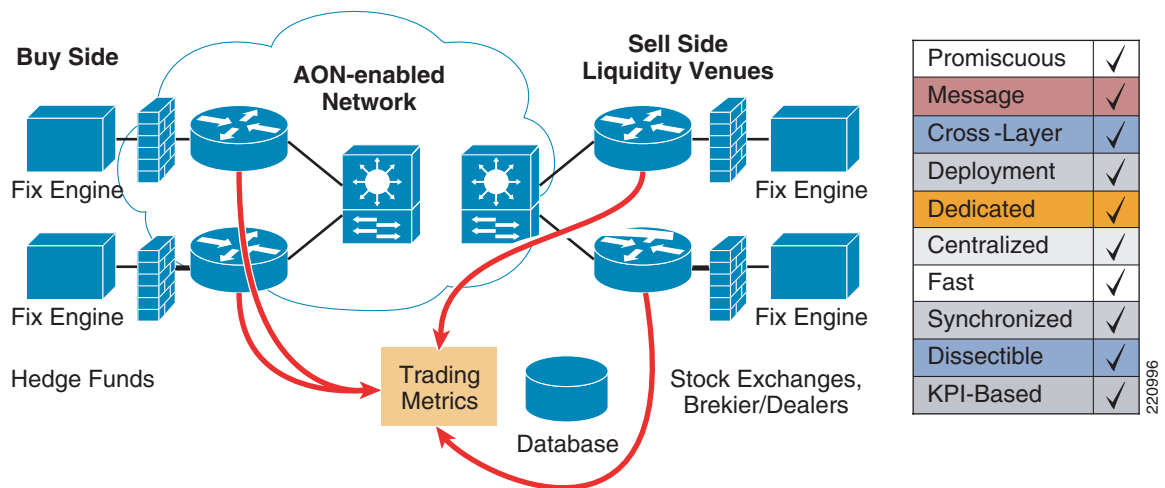 Buy Side
AON-enabled
Network
Sell Side
Liquidity Venues
Fix Engine
Fix Engine
Fix Engine
Fix Engine
Hedge Funds
Trading
Metrics
Database
Stock Exchanges,
Brekier/Dealers
Promiscuous ✓
Message ✓
Cross-Layer ✓
Deployment ✓
Dedicated ✓
Centralized ✓
Fast ✓
Synchronized ✓
Dissectible ✓
KPI-Based ✓
220996